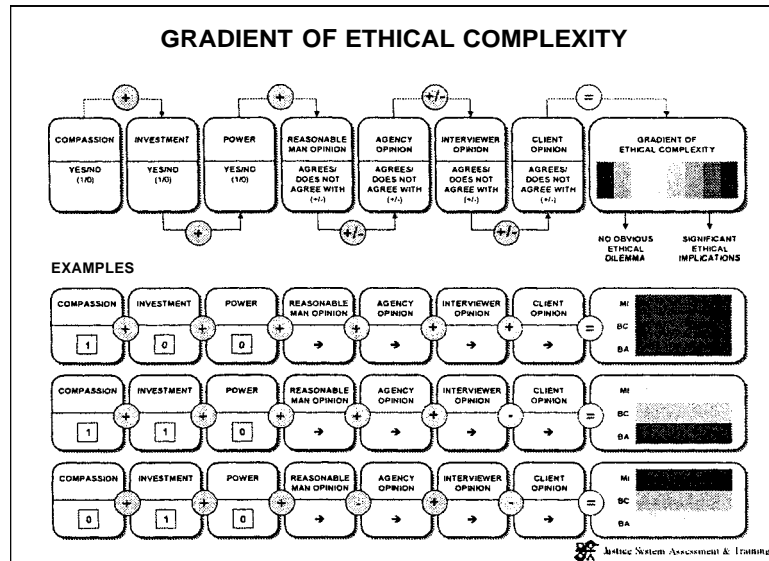 GRADIENT OF ETHICAL COMPLEXITY
+ + +/- =
COMPASSION INVESTMENT POWER REASONABLE AGENCY INTERVIEWER CLIENT GRADIENT OF
MAN OPINION OPINION OPINION OPINION ETHICAL COMPLEXITY
YES/NO YES/NO YES/NO AGREES/ AGREES/ AGREES/ AGREES/
(1/0) (1/0) (1/0) DOES NOT DOES NOT DOES NOT DOES NOT
AGREE WITH AGREE WITH AGREE WITH AGREE WITH
(+/-) (+/-) (+/-) (+/-)
+ +/- +/-
NO OBVIOUS SIGNIFICANT
ETHICAL ETHICAL
DILEMMA IMPLICATIONS
EXAMPLES
COMPASSION INVESTMENT POWER REASONABLE AGENCY INTERVIEWER CLIENT MI
MAN OPINION OPINION OPINION OPINION
+ + + + + + = BC
1 0 0 → → → → BA
COMPASSION INVESTMENT POWER REASONABLE AGENCY INTERVIEWER CLIENT MI
MAN OPINION OPINION OPINION OPINION
+ + + + + - = BC
1 1 0 → → → → BA
COMPASSION INVESTMENT POWER REASONABLE AGENCY INTERVIEWER CLIENT MI
MAN OPINION OPINION OPINION OPINION
+ + + - + - = BC
0 1 0 → → → → BA
Justice System Assessment & Training